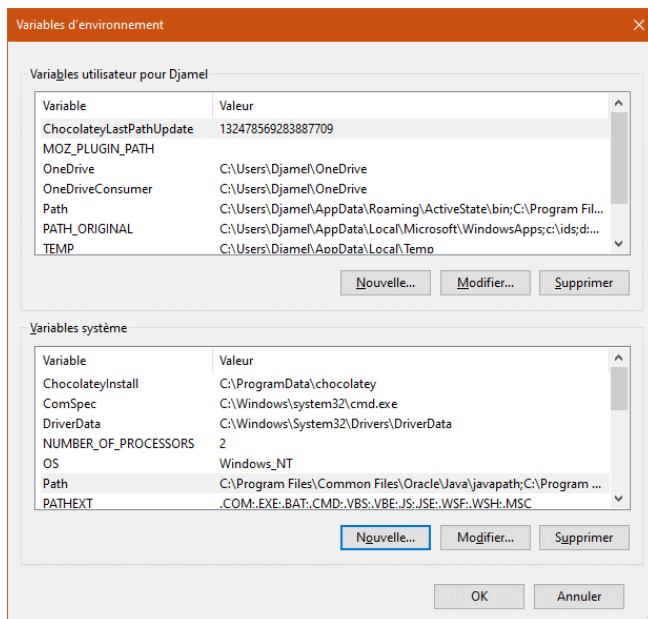 Variables d'environnement
Variables utilisateur pour Djamel
Variable Valeur
ChocolateyLastPathUpdate 132478569283887709
MOZ_PLUGIN_PATH
OneDrive C:\Users\Djamel\OneDrive
OneDriveConsumer C:\Users\Djamel\OneDrive
Path C:\Users\Djamel\AppData\Roaming\ActiveState\bin;C:\Program Fil...
PATH_ORIGINAL C:\Users\Djamel\AppData\Local\Microsoft\WindowsApps;c:\ids;d:...
TEMP C:\Users\Djamel\AppData\Local\Temp
Nouvelle... Modifier... Supprimer
Variables système
Variable Valeur
ChocolateyInstall C:\ProgramData\chocolatey
ComSpec C:\Windows\system32\cmd.exe
DriverData C:\Windows\System32\Drivers\DriverData
NUMBER_OF_PROCESSORS 2
OS Windows_NT
Path C:\Program Files\Common Files\Oracle\Java\javapath;C:\Program ...
PATHEXT .COM;.EXE;.BAT;.CMD;.VBS;.VBE;.JS;.JSE;.WSF;.WSH;.MSC
Nouvelle... Modifier... Supprimer
OK Annuler